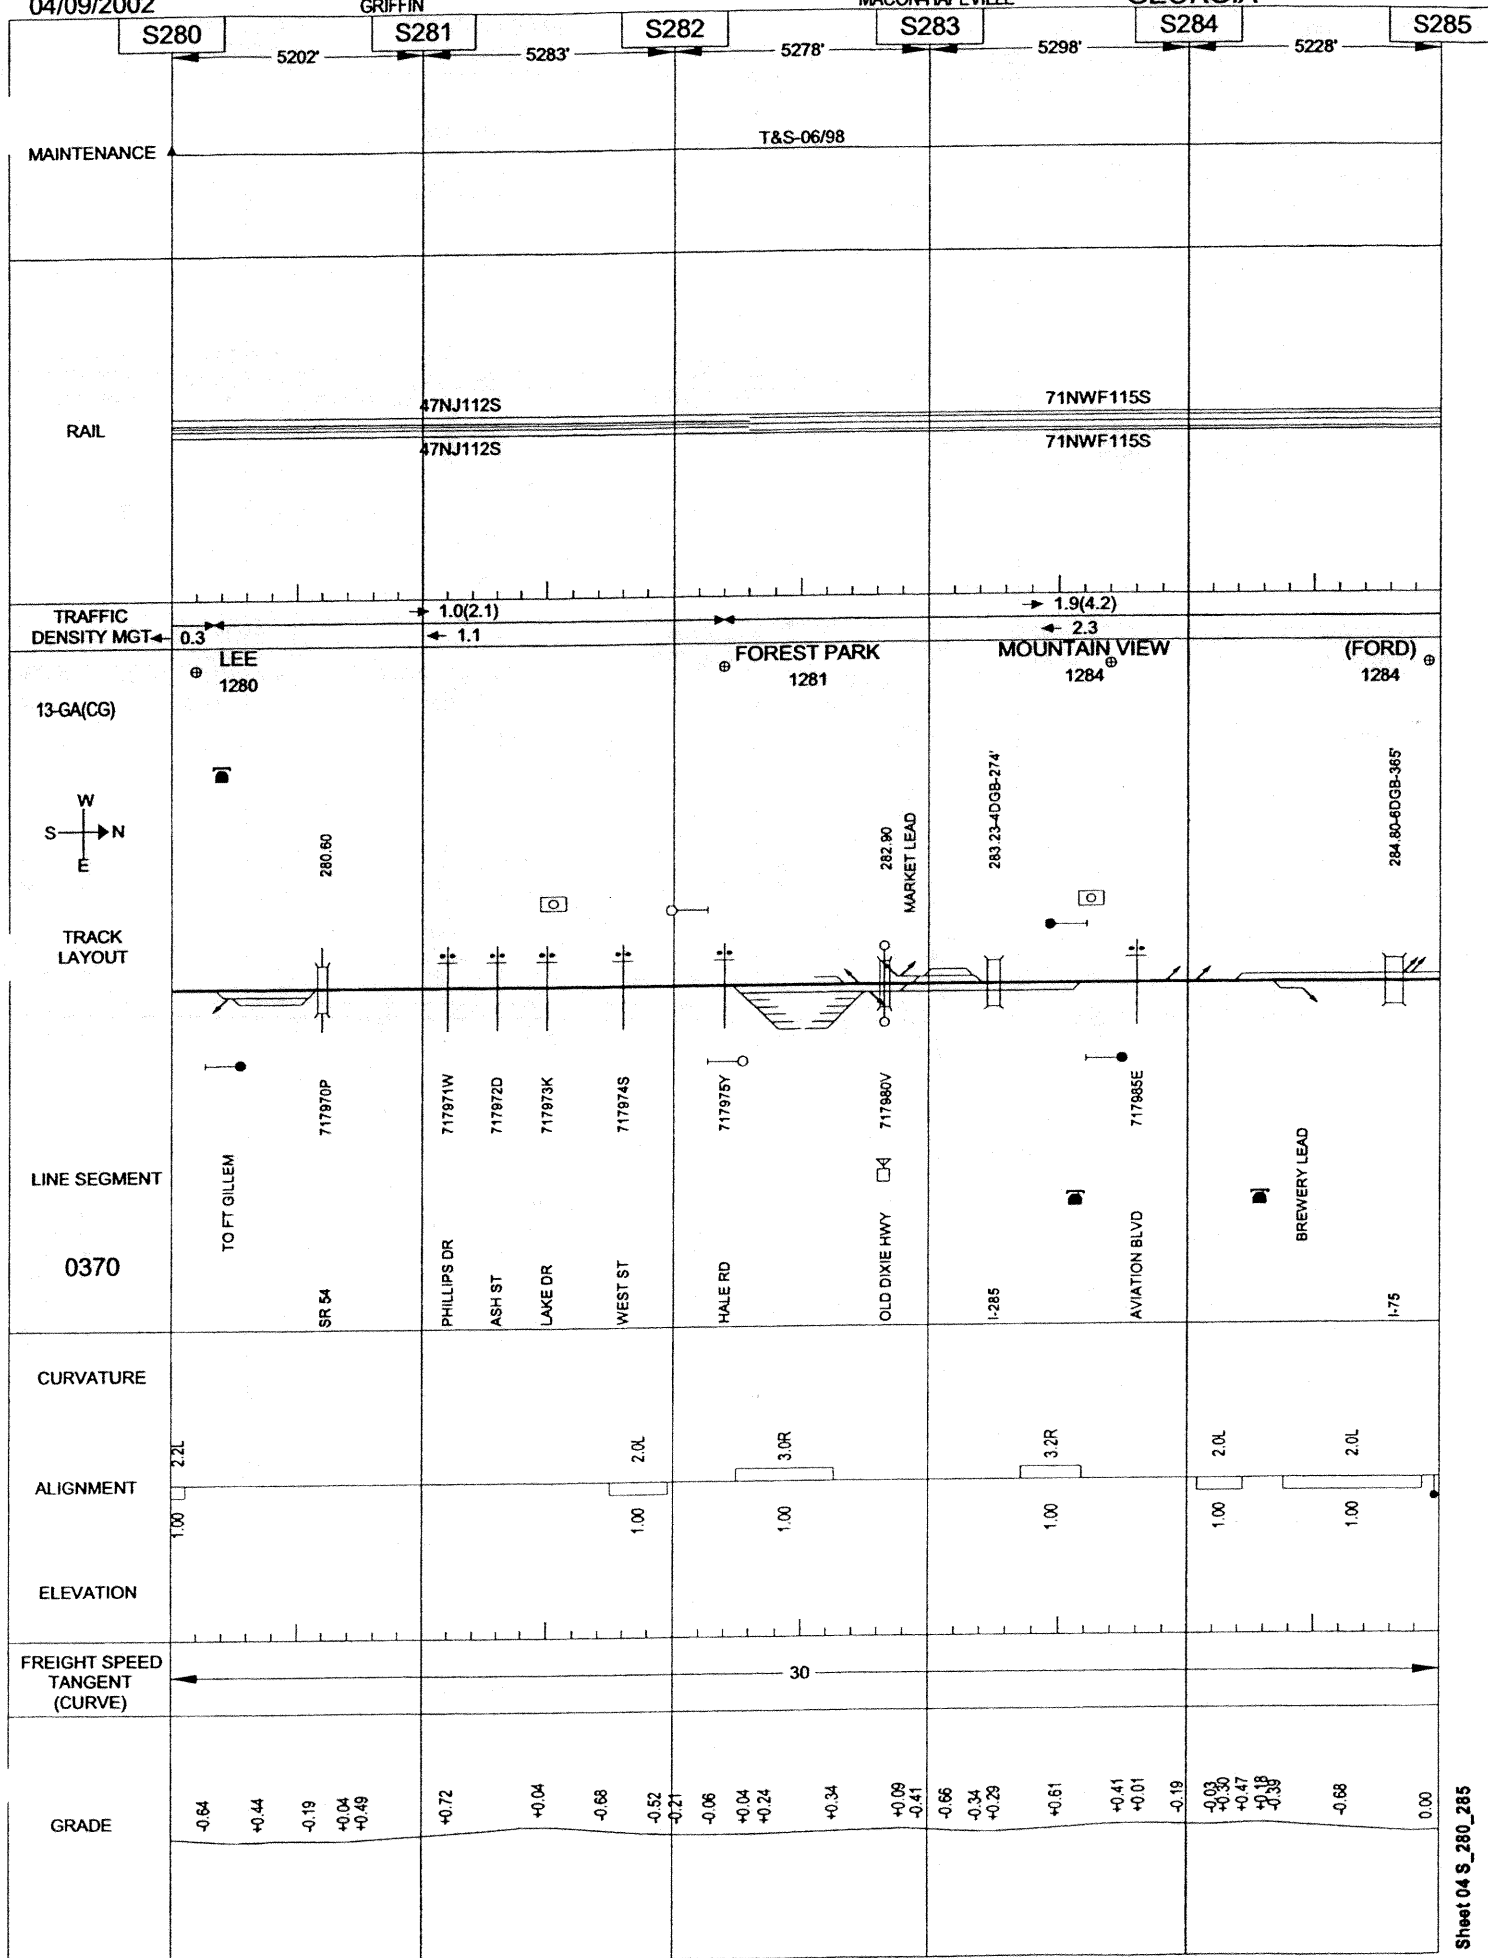 04/09/2002
GRIFFIN
S280 S281 S282 S283 S284 S285
5202' 5283' 5278' 5298' 5228'
MAINTENANCE
T&S-06/98
RAIL
47NJ112S 71NWF115S
47NJ112S 71NWF115S
TRAFFIC
DENSITY MGT
0.3
1.0(2.1)
1.1
1.9(4.2)
2.3
LEE
1280
FOREST PARK
1281
MOUNTAIN VIEW
1284
(FORD)
1284
13-GA(CG)
W
S N
E
280.60
282.90
MARKET LEAD
283.23-4DGB-274'
284.80-6DGB-365'
TRACK
LAYOUT
717970P
717971W
717972D
717973K
717974S
717975Y
717980V
717985E
LINE SEGMENT
0370
TO FT GILLEM
SR 54
PHILLIPS DR
ASH ST
LAKE DR
WEST ST
HALE RD
OLD DIXIE HWY
I-285
AVIATION BLVD
BREWERY LEAD
I-75
CURVATURE
2.2L 2.0L 3.0R 3.2R 2.0L 2.0L
ALIGNMENT
1.00 1.00 1.00 1.00 1.00 1.00
ELEVATION
FREIGHT SPEED
TANGENT
(CURVE)
30
GRADE
-0.64
+0.44
-0.19
+0.04
+0.49
+0.72
+0.04
-0.68
-0.52
-0.21
-0.06
+0.04
+0.24
+0.34
+0.09
-0.41
-0.66
-0.34
+0.29
+0.61
+0.41
+0.01
-0.19
-0.03
+0.30
+0.47
+0.18
-0.39
-0.68
0.00
Sheet 04 S_280_285